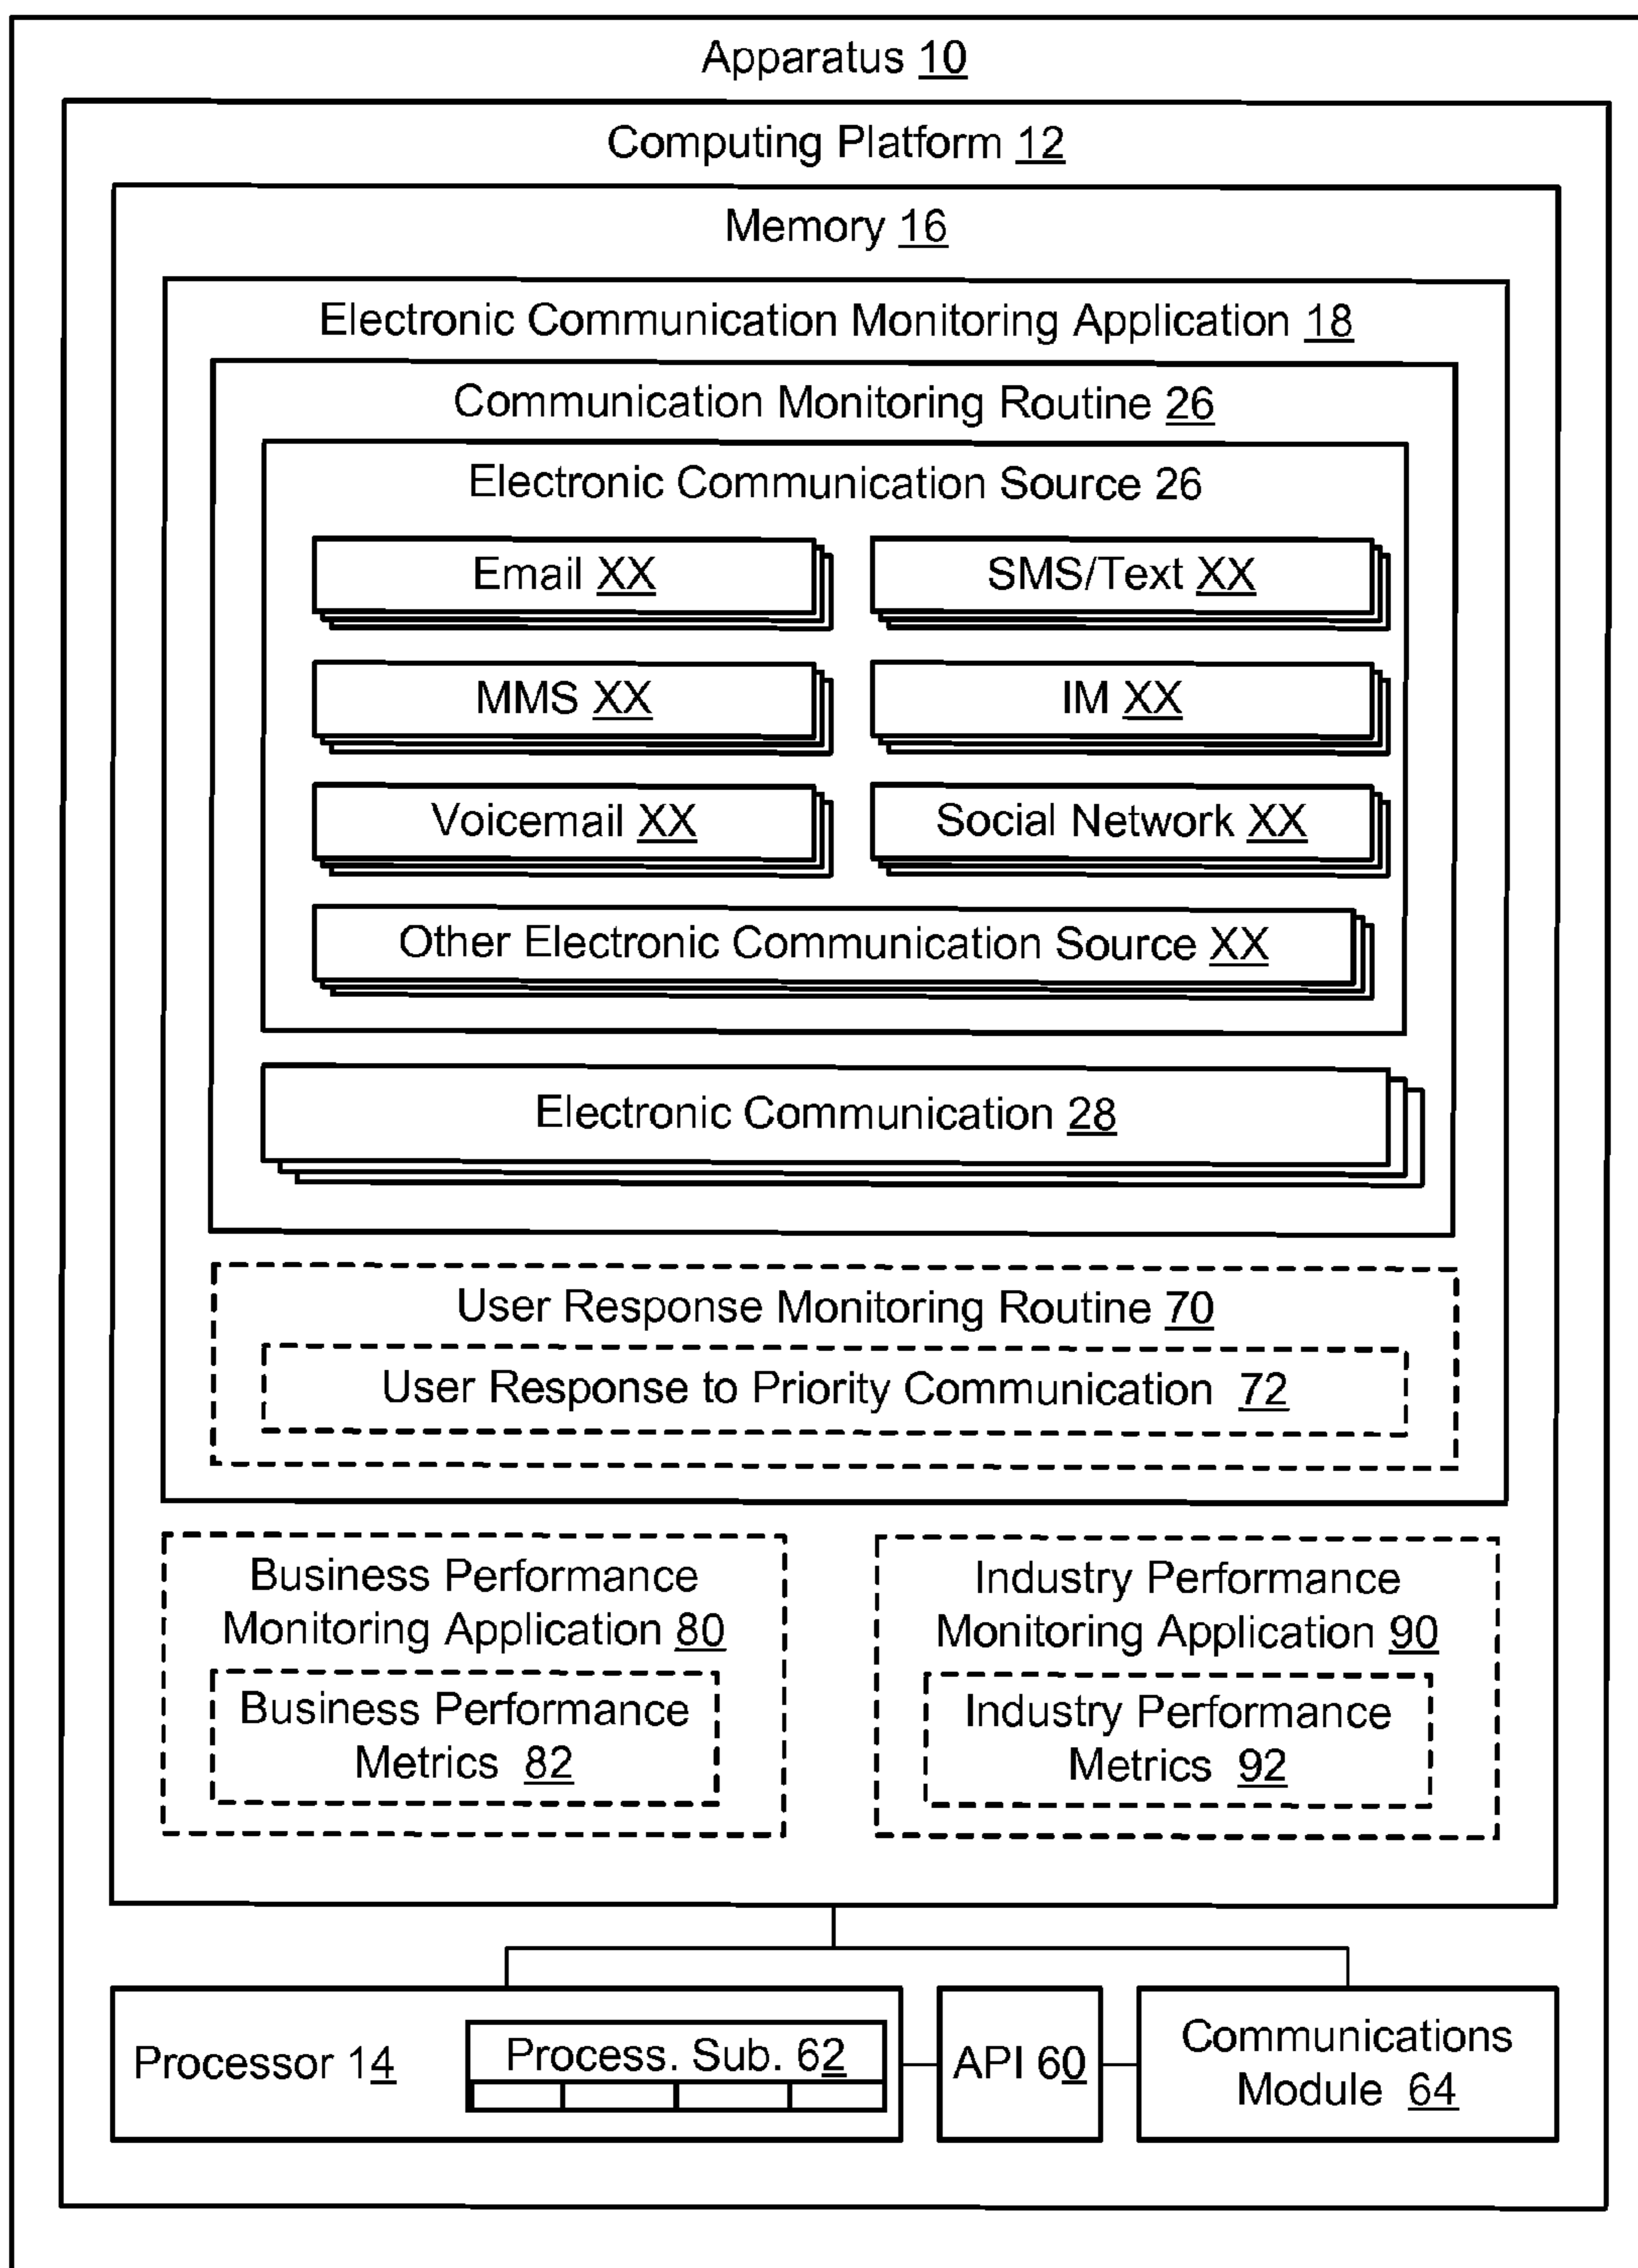 Apparatus 10
Computing Platform 12
Memory 16
Electronic Communication Monitoring Application 18
Communication Monitoring Routine 26
Electronic Communication Source 26
Email XX
SMS/Text XX
MMS XX
IM XX
Voicemail XX
Social Network XX
Other Electronic Communication Source XX
Electronic Communication 28
User Response Monitoring Routine 70
User Response to Priority Communication 72
Business Performance
Monitoring Application 80
Business Performance
Metrics 82
Industry Performance
Monitoring Application 90
Industry Performance
Metrics 92
Processor 14
Process. Sub. 62
API 60
Communications
Module 64